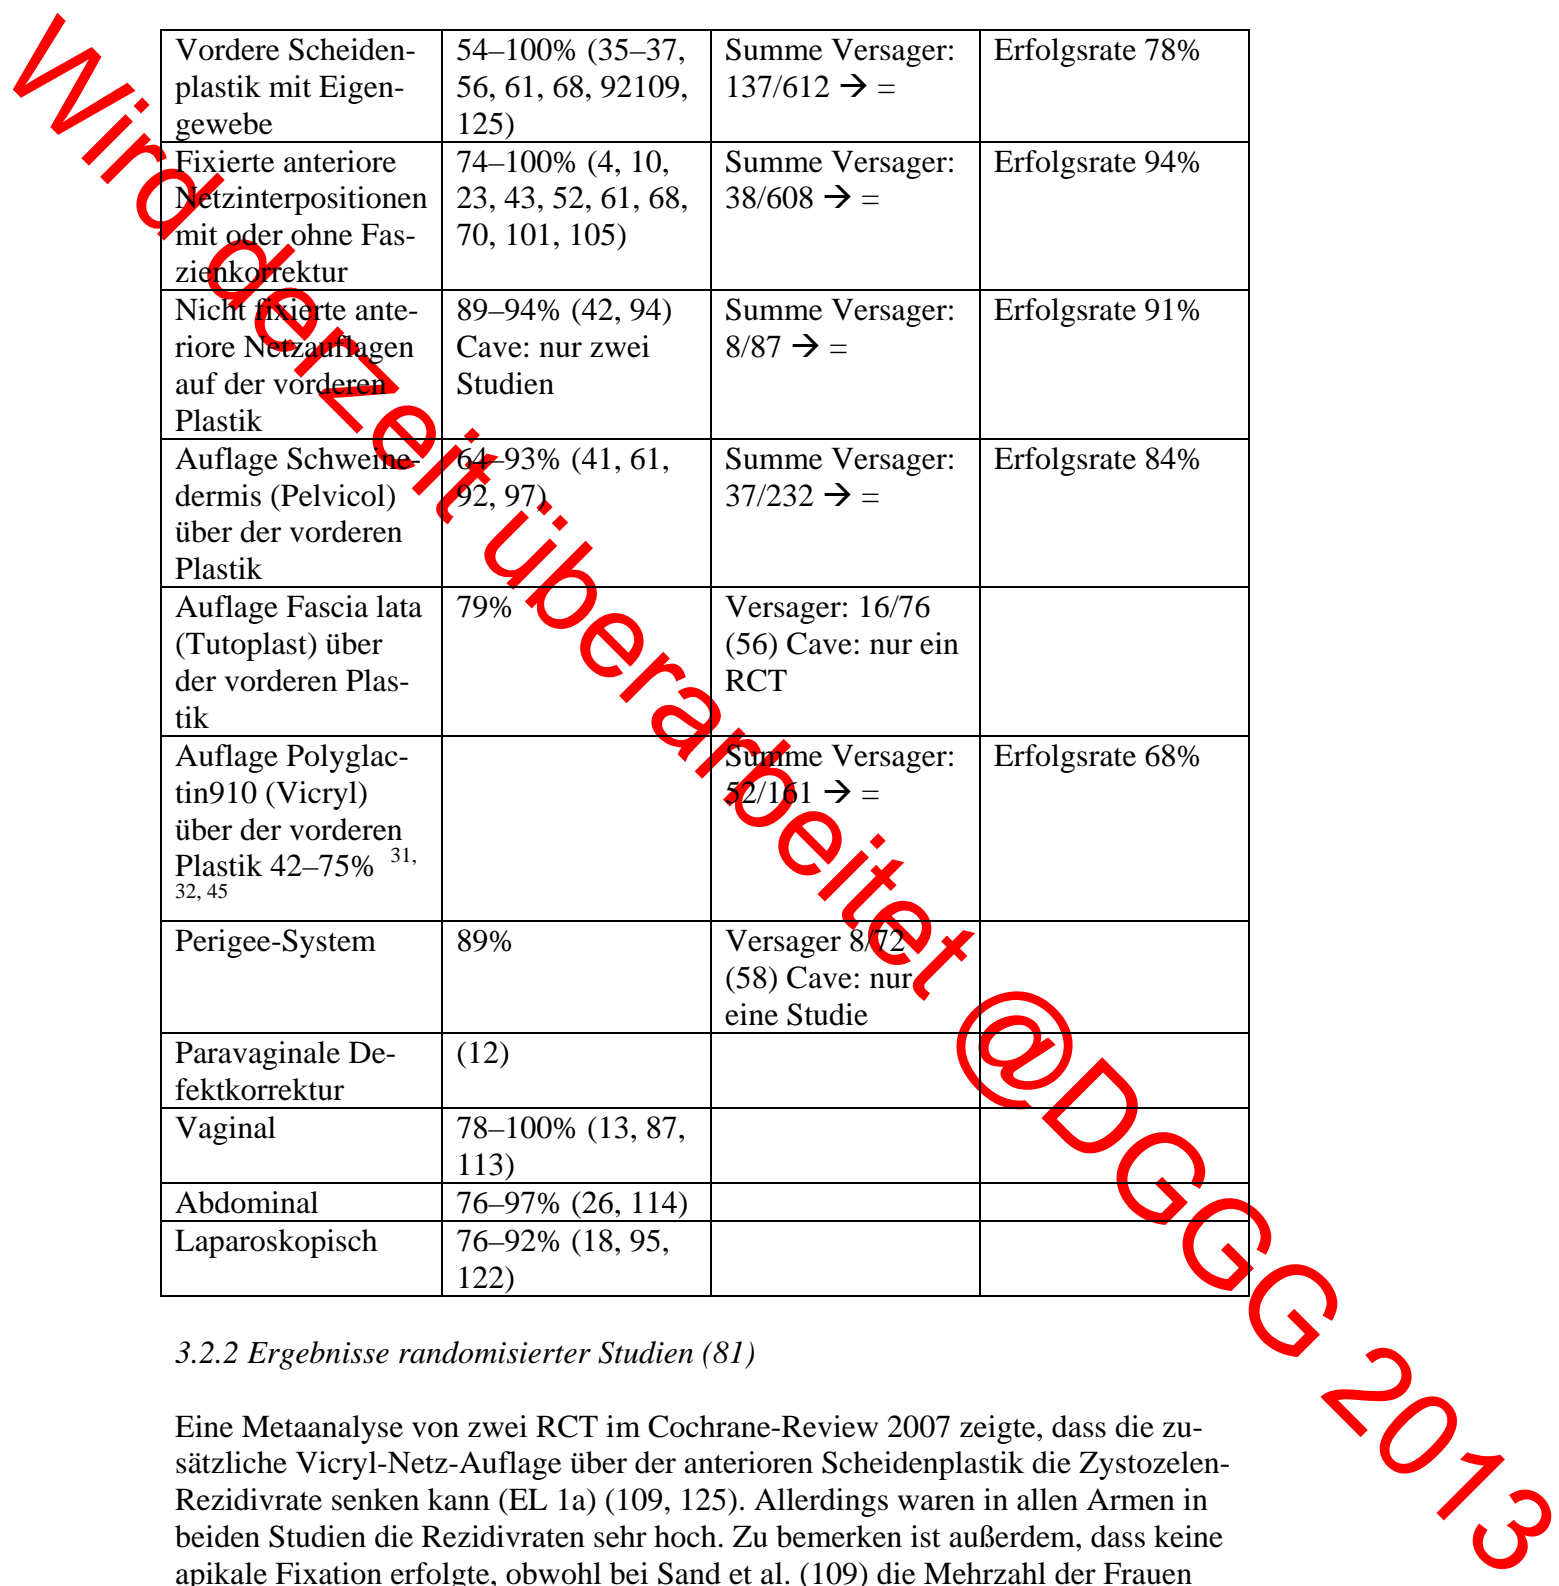 Vordere Scheiden-
plastik mit Eigen-
gewebe
54–100% (35–37,
56, 61, 68, 92109,
125)
Summe Versager:
137/612 → =
Erfolgsrate 78%
Fixierte anteriore
Netzinterpositionen
mit oder ohne Fas-
zienkorrektur
74–100% (4, 10,
23, 43, 52, 61, 68,
70, 101, 105)
Summe Versager:
38/608 → =
Erfolgsrate 94%
Nicht fixierte ante-
riore Netzauflagen
auf der vorderen
Plastik
89–94% (42, 94)
Cave: nur zwei
Studien
Summe Versager:
8/87 → =
Erfolgsrate 91%
Auflage Schweine-
dermis (Pelvicol)
über der vorderen
Plastik
64–93% (41, 61,
92, 97)
Summe Versager:
37/232 → =
Erfolgsrate 84%
Auflage Fascia lata
(Tutoplast) über
der vorderen Plas-
tik
79%
Versager: 16/76
(56) Cave: nur ein
RCT
Auflage Polyglac-
tin910 (Vicryl)
über der vorderen
Plastik 42–75% 31,
32, 45
Summe Versager:
52/161 → =
Erfolgsrate 68%
Perigee-System
89%
Versager 8/72
(58) Cave: nur
eine Studie
Paravaginale De-
fektkorrektur
(12)
Vaginal
78–100% (13, 87,
113)
Abdominal
76–97% (26, 114)
Laparoskopisch
76–92% (18, 95,
122)
3.2.2 Ergebnisse randomisierter Studien (81)
Eine Metaanalyse von zwei RCT im Cochrane-Review 2007 zeigte, dass die zu-
sätzliche Vicryl-Netz-Auflage über der anterioren Scheidenplastik die Zystozelen-
Rezidivrate senken kann (EL 1a) (109, 125). Allerdings waren in allen Armen in
beiden Studien die Rezidivraten sehr hoch. Zu bemerken ist außerdem, dass keine
apikale Fixation erfolgte, obwohl bei Sand et al. (109) die Mehrzahl der Frauen
Wird derzeit überarbeitet @DGGG 2013